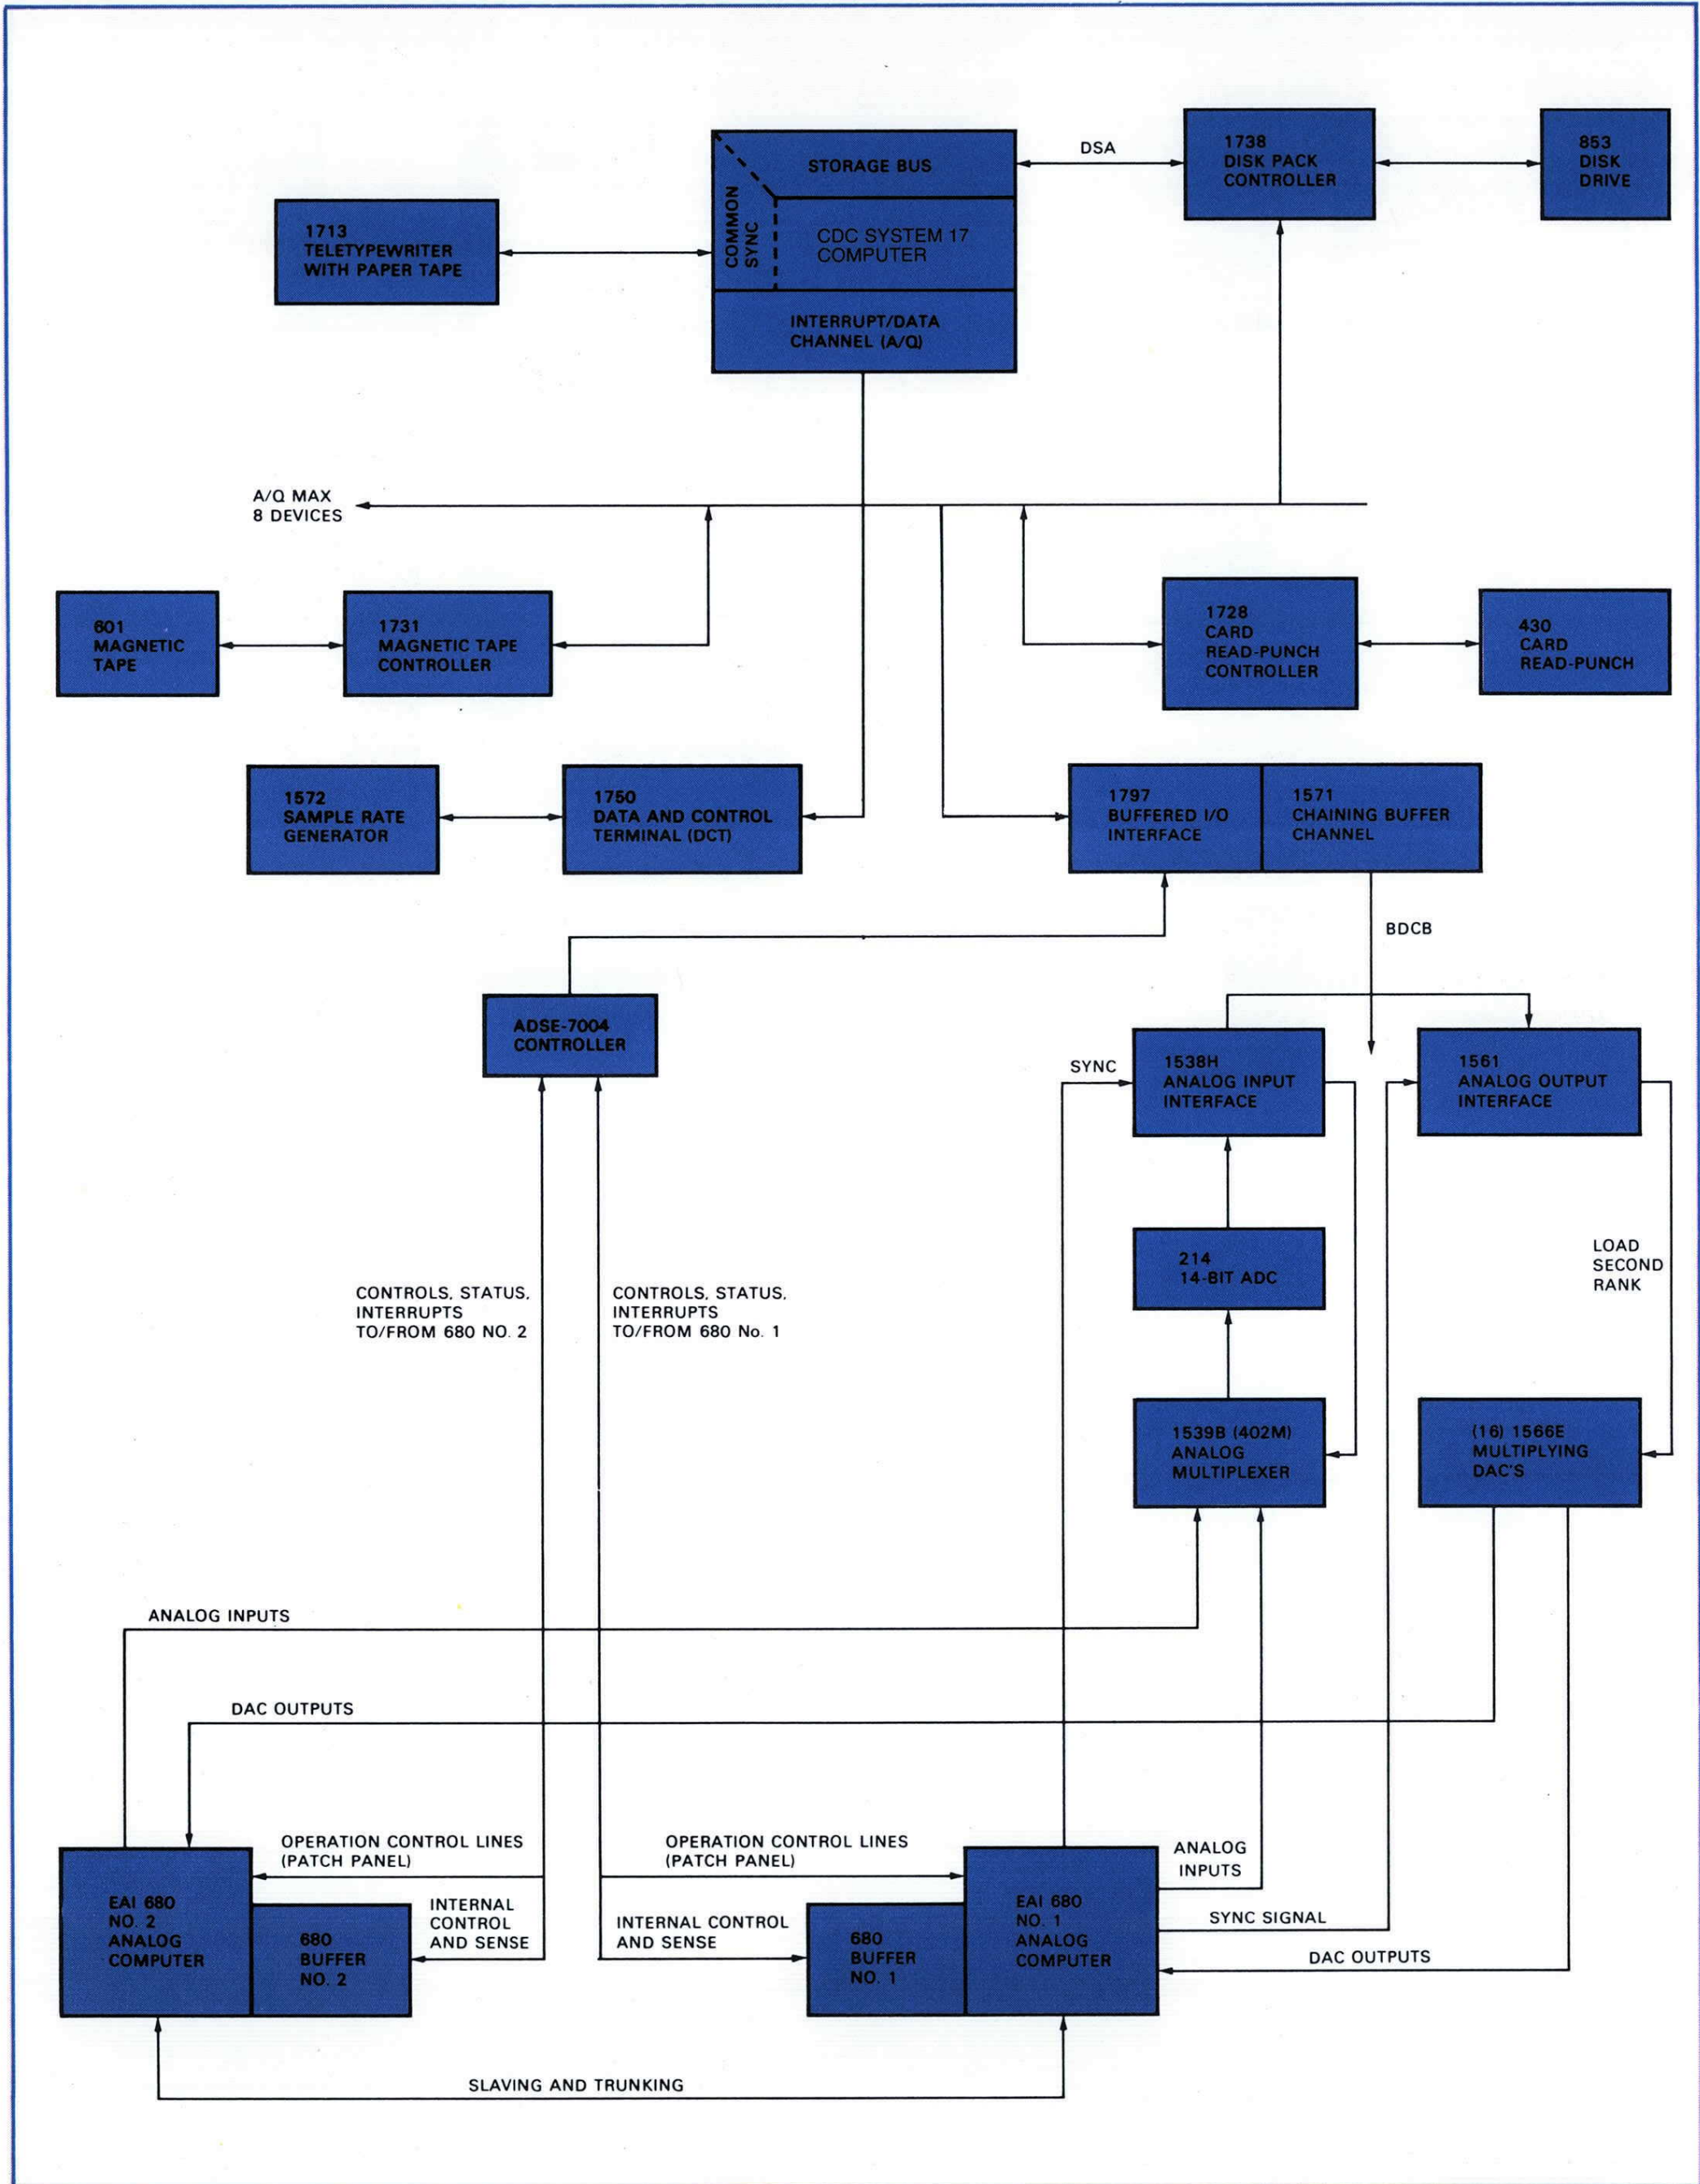 STORAGE BUS
COMMON
SYNC
CDC SYSTEM 17
COMPUTER
INTERRUPT/DATA
CHANNEL (A/Q)
DSA
1738
DISK PACK
CONTROLLER
853
DISK
DRIVE
1713
TELETYPEWRITER
WITH PAPER TAPE
A/Q MAX
8 DEVICES
601
MAGNETIC
TAPE
1731
MAGNETIC TAPE
CONTROLLER
1728
CARD
READ-PUNCH
CONTROLLER
430
CARD
READ-PUNCH
1572
SAMPLE RATE
GENERATOR
1750
DATA AND CONTROL
TERMINAL (DCT)
1797
BUFFERED I/O
INTERFACE
1571
CHAINING BUFFER
CHANNEL
BDCB
ADSE-7004
CONTROLLER
SYNC
1538H
ANALOG INPUT
INTERFACE
1561
ANALOG OUTPUT
INTERFACE
214
14-BIT ADC
LOAD
SECOND
RANK
CONTROLS, STATUS,
INTERRUPTS
TO/FROM 680 NO. 2
CONTROLS, STATUS,
INTERRUPTS
TO/FROM 680 No. 1
1539B (402M)
ANALOG
MULTIPLEXER
(16) 1566E
MULTIPLYING
DAC'S
ANALOG INPUTS
DAC OUTPUTS
OPERATION CONTROL LINES
(PATCH PANEL)
OPERATION CONTROL LINES
(PATCH PANEL)
ANALOG
INPUTS
EAI 680
NO. 2
ANALOG
COMPUTER
680
BUFFER
NO. 2
INTERNAL
CONTROL
AND SENSE
INTERNAL CONTROL
AND SENSE
680
BUFFER
NO. 1
EAI 680
NO. 1
ANALOG
COMPUTER
SYNC SIGNAL
DAC OUTPUTS
SLAVING AND TRUNKING